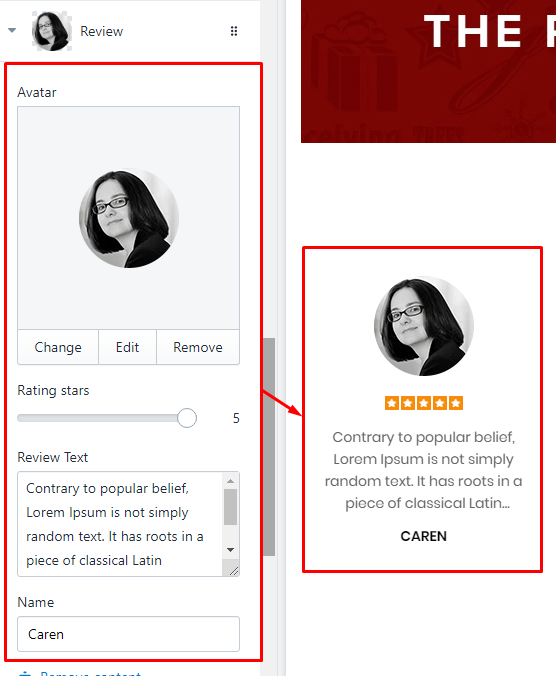 Review
Avatar
Change Edit Remove
Rating stars
5
Review Text
Contrary to popular belief,
Lorem Ipsum is not simply
random text. It has roots in a
piece of classical Latin
Name
Caren
Remove content
THE
ceiving TREES
Contrary to popular belief,
Lorem Ipsum is not simply
random text. It has roots in a
piece of classical Latin...
CAREN